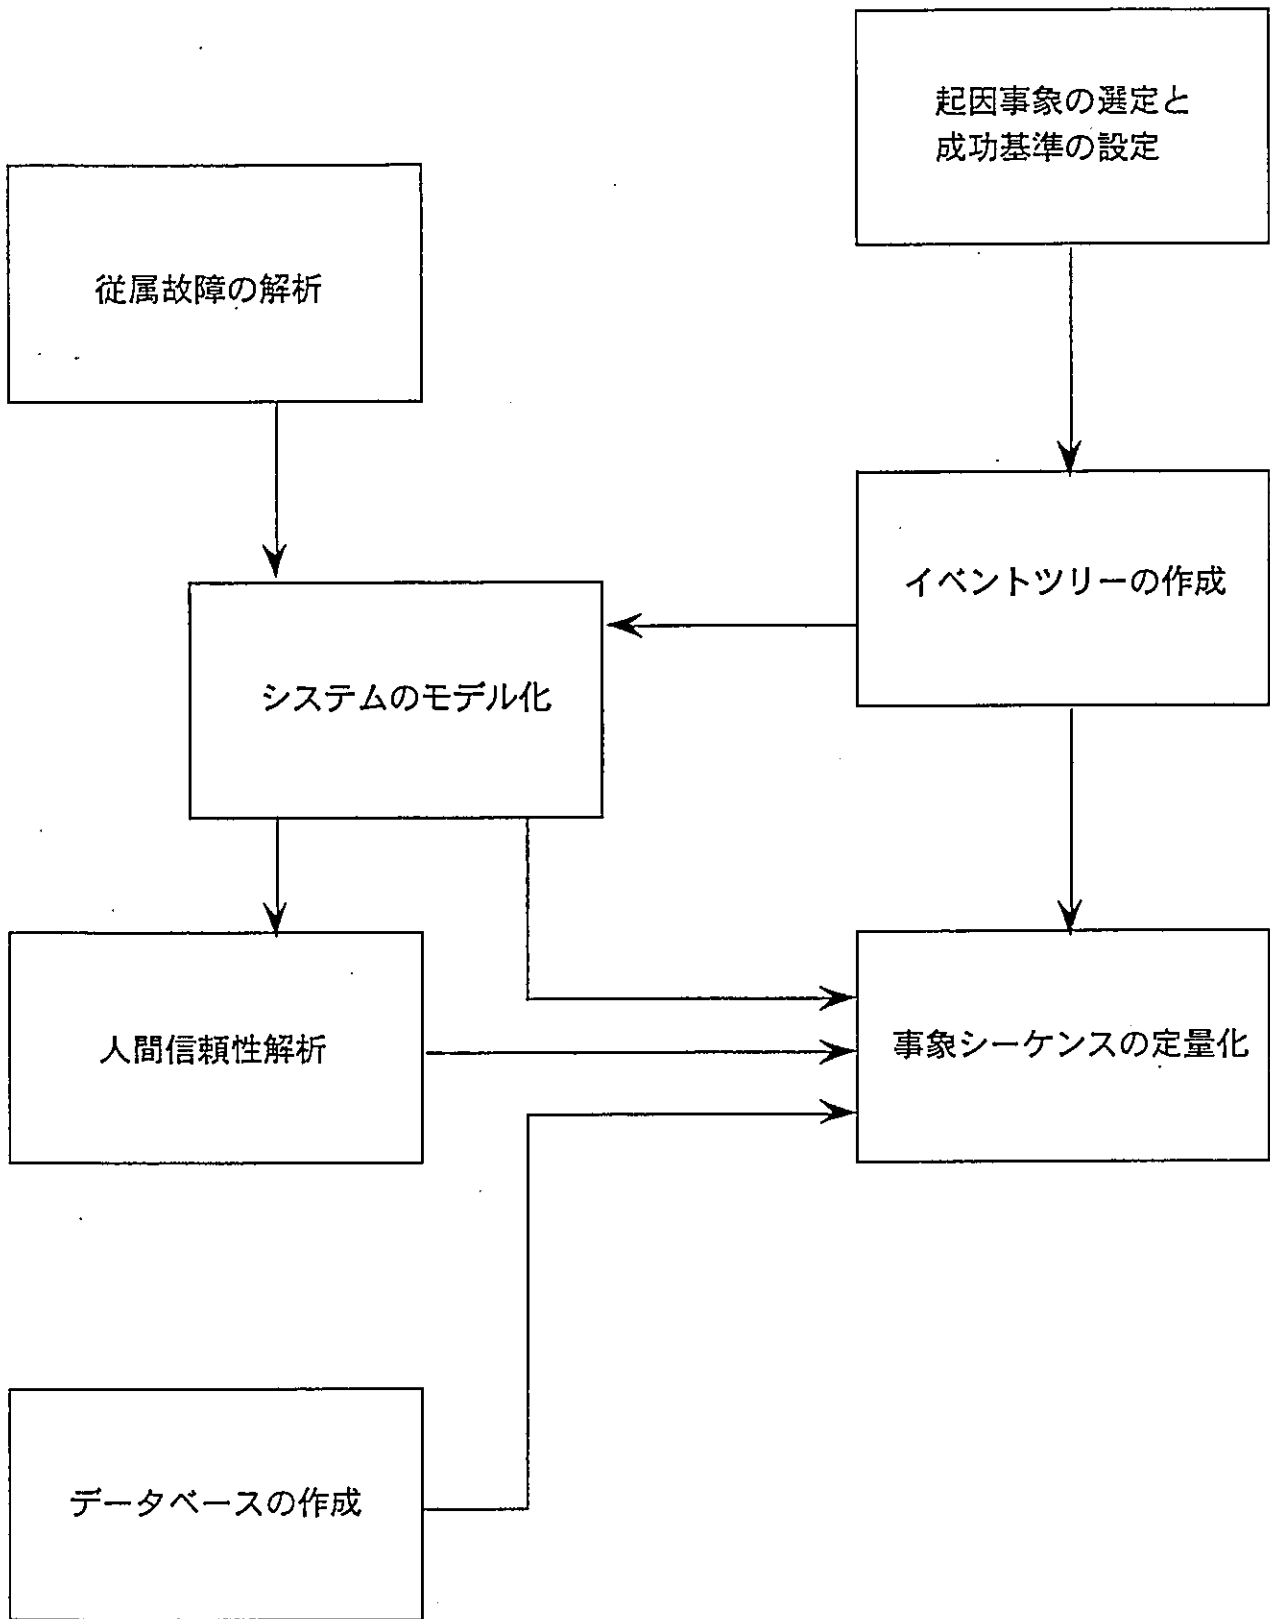 起因事象の選定と
成功基準の設定
従属故障の解析
イベントツリーの作成
システムのモデル化
人間信頼性解析
事象シーケンスの定量化
データベースの作成